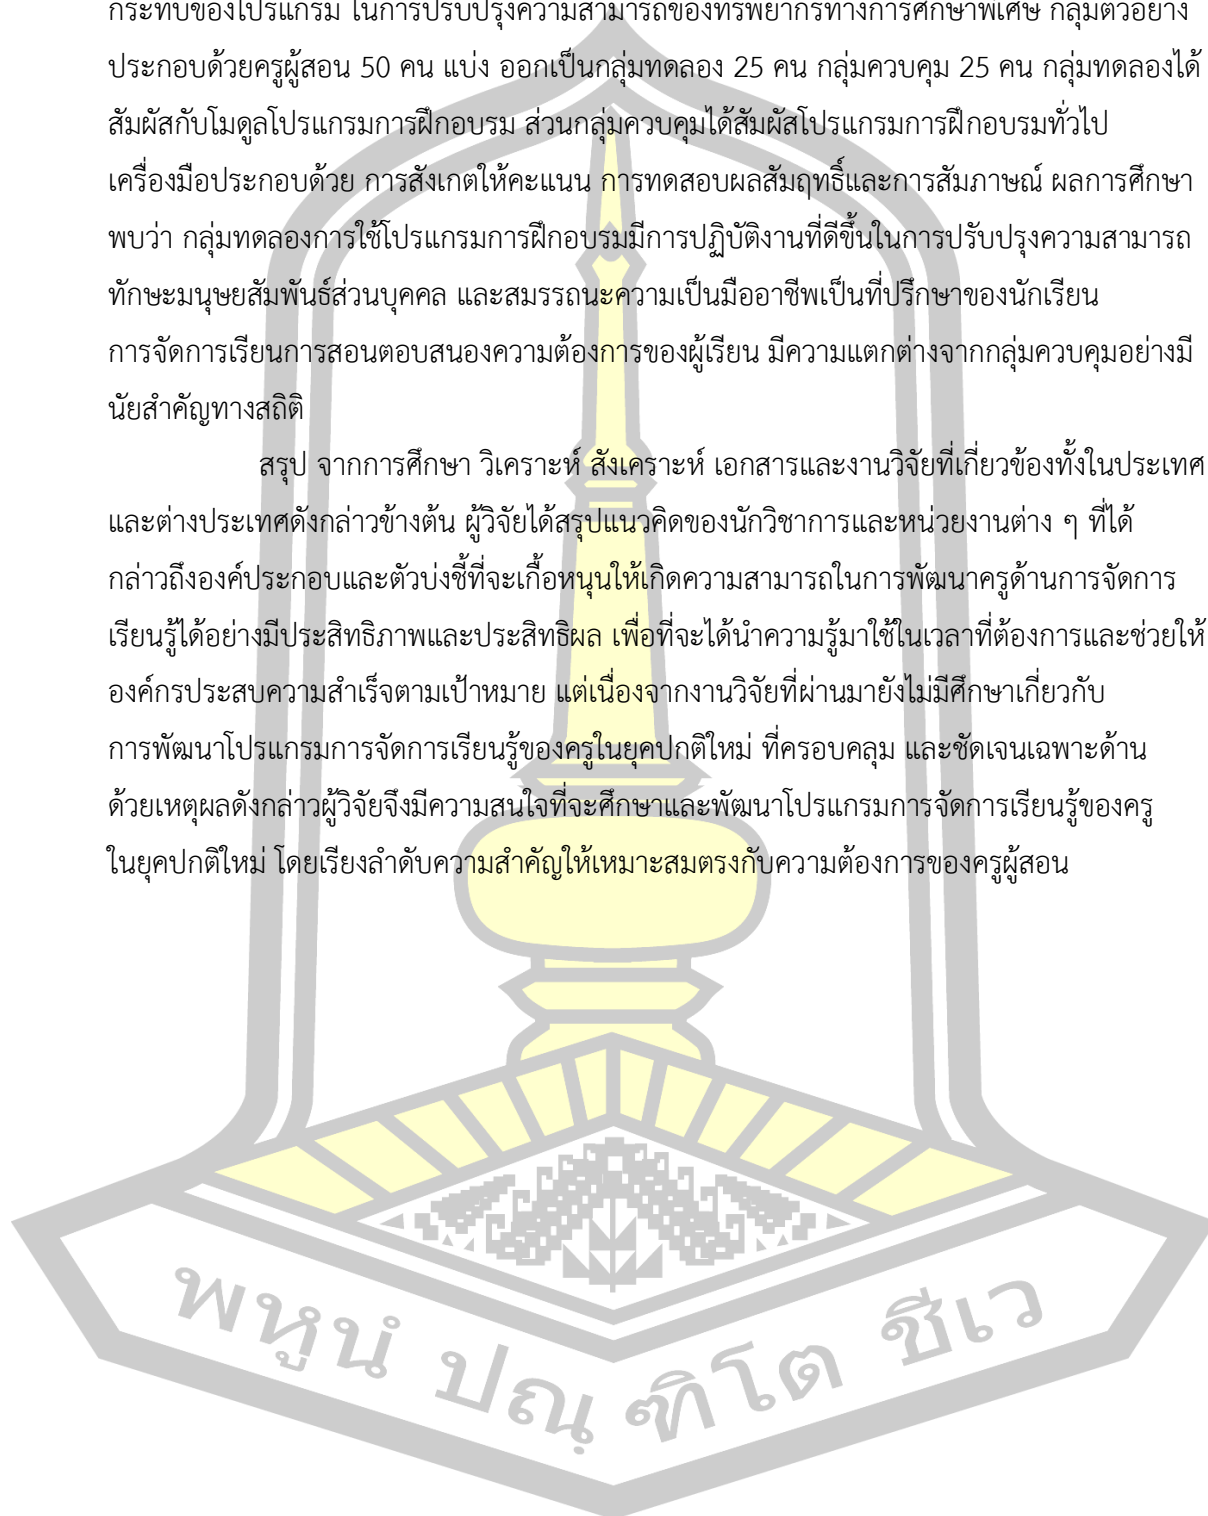 กระทบของโปรแกรม ในการปรับปรุงความสามารถของทรัพยากรทางการศึกษาพิเศษ กลุ่มตัวอย่าง
ประกอบด้วยครูผู้สอน 50 คน แบ่ง ออกเป็นกลุ่มทดลอง 25 คน กลุ่มควบคุม 25 คน กลุ่มทดลองได้
สัมผัสกับโมดูลโปรแกรมการฝึกอบรม ส่วนกลุ่มควบคุมได้สัมผัสโปรแกรมการฝึกอบรมทั่วไป
เครื่องมือประกอบด้วย การสังเกตให้คะแนน การทดสอบผลสัมฤทธิ์และการสัมภาษณ์ ผลการศึกษา
พบว่า กลุ่มทดลองการใช้โปรแกรมการฝึกอบรมมีการปฏิบัติงานที่ดีขึ้นในการปรับปรุงความสามารถ
ทักษะมนุษยสัมพันธ์ส่วนบุคคล และสมรรถนะความเป็นมืออาชีพเป็นที่ปรึกษาของนักเรียน
การจัดการเรียนการสอนตอบสนองความต้องการของผู้เรียน มีความแตกต่างจากกลุ่มควบคุมอย่างมี
นัยสำคัญทางสถิติ
สรุป จากการศึกษา วิเคราะห์ สังเคราะห์ เอกสารและงานวิจัยที่เกี่ยวข้องทั้งในประเทศ
และต่างประเทศดังกล่าวข้างต้น ผู้วิจัยได้สรุปแนวคิดของนักวิชาการและหน่วยงานต่าง ๆ ที่ได้
กล่าวถึงองค์ประกอบและตัวบ่งชี้ที่จะเกื้อหนุนให้เกิดความสามารถในการพัฒนาครูด้านการจัดการ
เรียนรู้ได้อย่างมีประสิทธิภาพและประสิทธิผล เพื่อที่จะได้นำความรู้มาใช้ในเวลาที่ต้องการและช่วยให้
องค์กรประสบความสำเร็จตามเป้าหมาย แต่เนื่องจากงานวิจัยที่ผ่านมายังไม่มีศึกษาเกี่ยวกับ
การพัฒนาโปรแกรมการจัดการเรียนรู้ของครูในยุคปกติใหม่ ที่ครอบคลุม และชัดเจนเฉพาะด้าน
ด้วยเหตุผลดังกล่าวผู้วิจัยจึงมีความสนใจที่จะศึกษาและพัฒนาโปรแกรมการจัดการเรียนรู้ของครู
ในยุคปกติใหม่ โดยเรียงลำดับความสำคัญให้เหมาะสมตรงกับความต้องการของครูผู้สอน
พหูนํ ปณฺ ฑิโต ชีเว